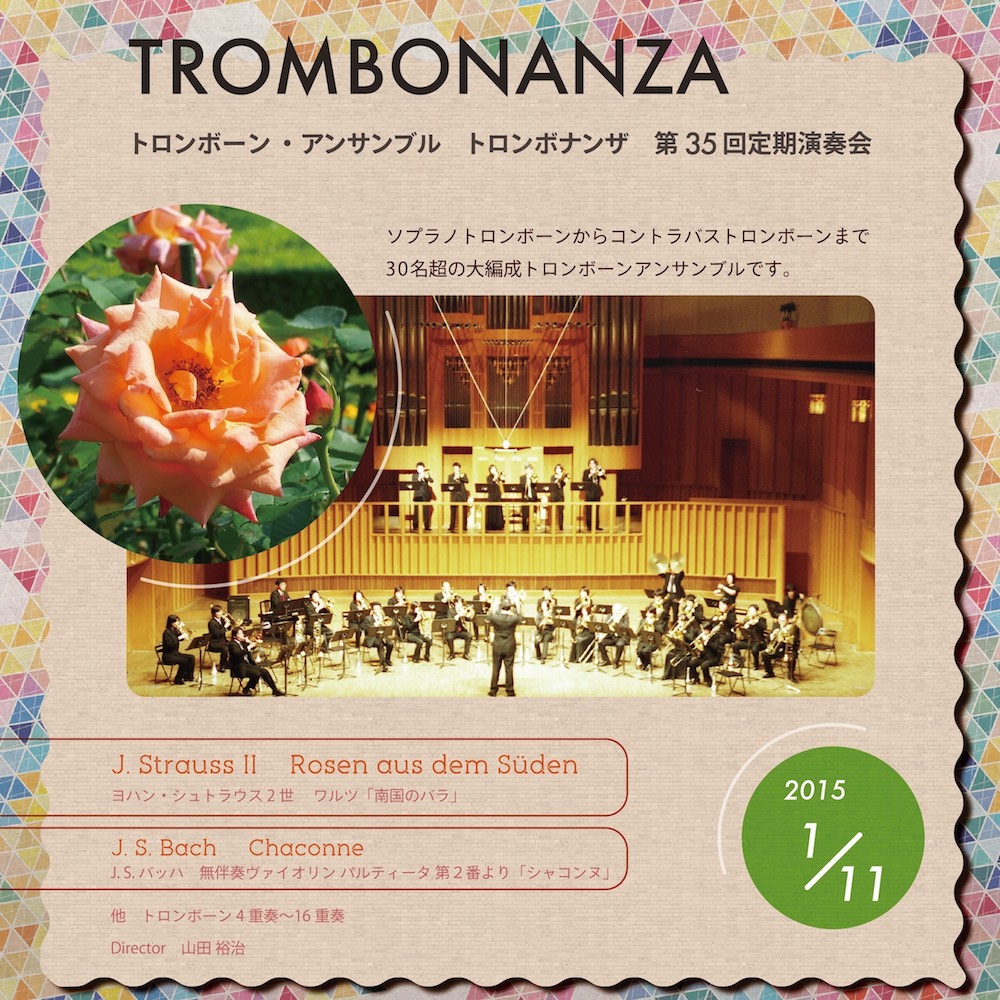 TROMBONANZA
トロンボーン・アンサンブル　トロンボナンザ　第35回定期演奏会
ソプラノトロンボーンからコントラバストロンボーンまで
30名超の大編成トロンボーンアンサンブルです。
J. Strauss II　Rosen aus dem Süden
ヨハン・シュトラウス2世　ワルツ「南国のバラ」
J. S. Bach　Chaconne
J. S. バッハ　無伴奏ヴァイオリン パルティータ 第2番より「シャコンヌ」
他　トロンボーン4重奏〜16重奏
Director　山田 裕治
2015
1/11